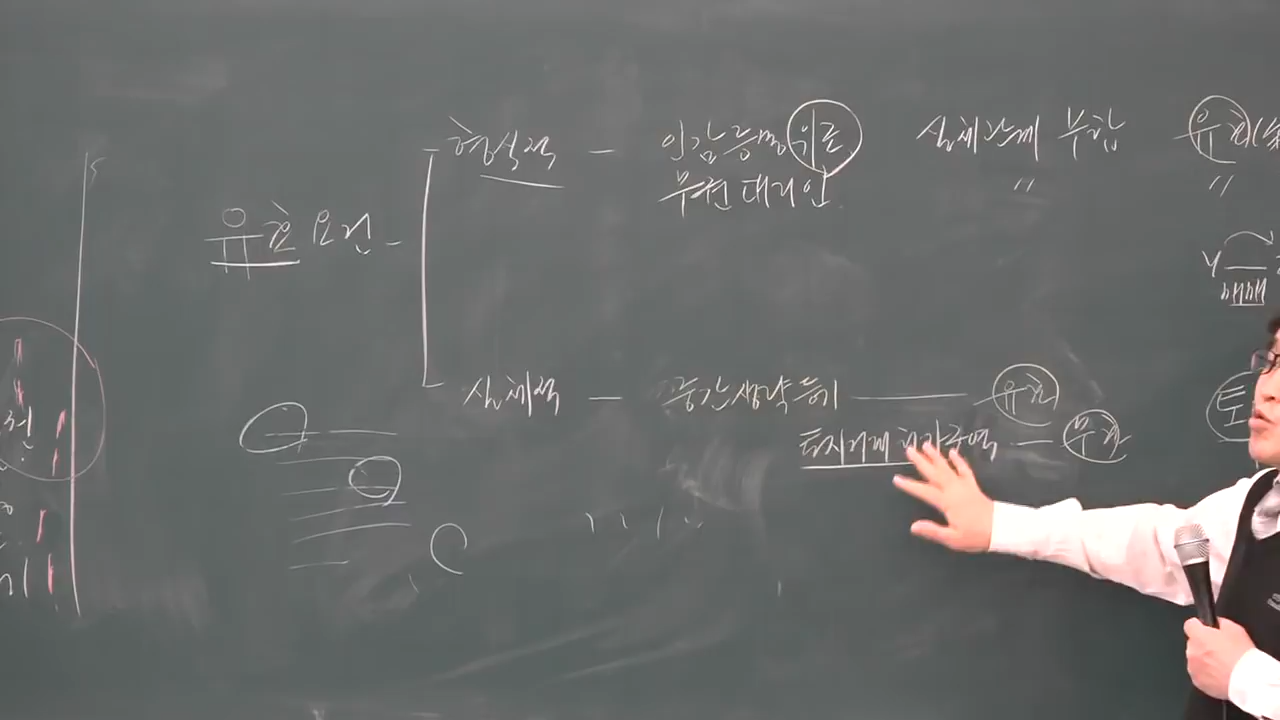 형식적 — 인감증명위조 실체관계 부합 유효(
무권대리인 〃 〃
유효요건
Y
매매
실체적 — 중간생략등기 — 유효
토지거래허가구역 — 무효
토